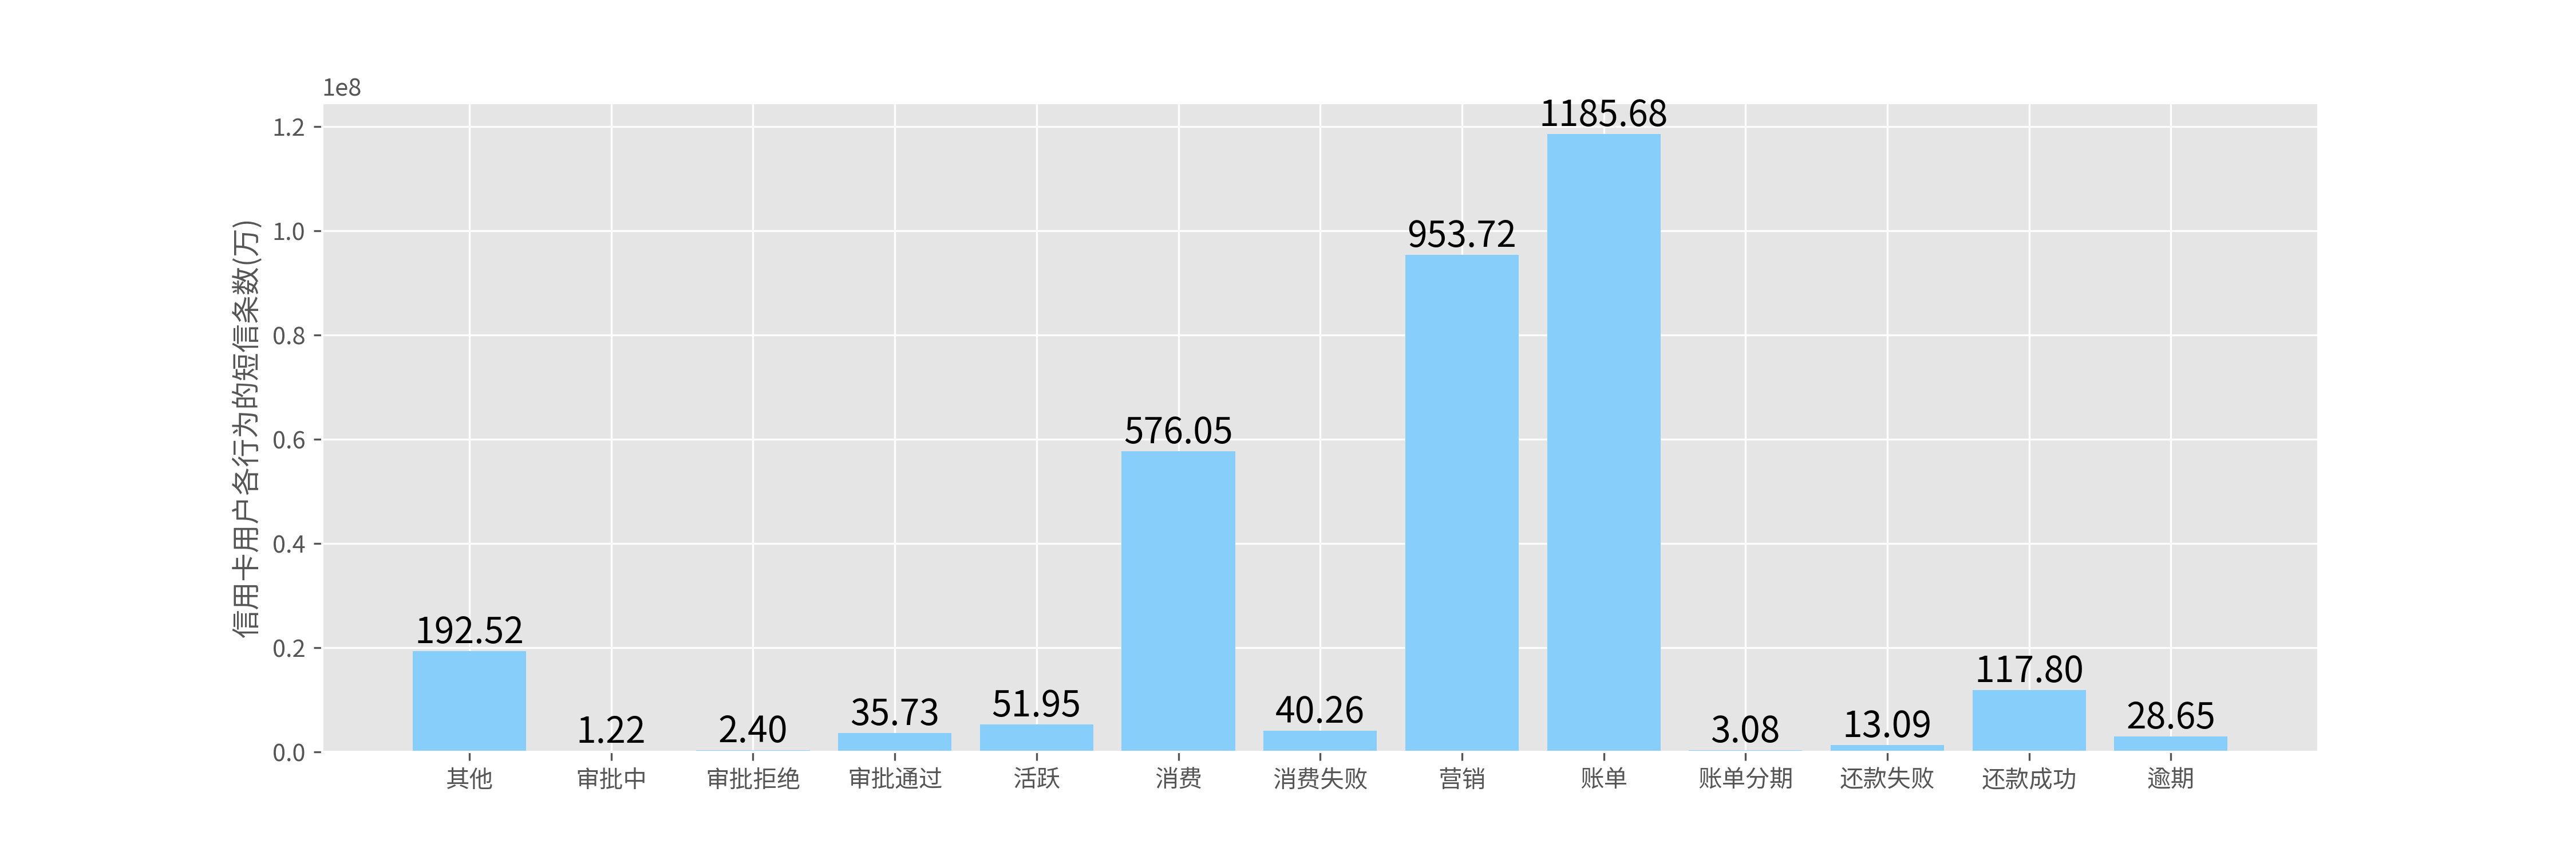 1e8
1.2
1.0
0.8
0.6
0.4
0.2
0.0
信用卡用户各行为的短信条数(万)
192.52
1.22
2.40
35.73
51.95
576.05
40.26
953.72
1185.68
3.08
13.09
117.80
28.65
其他
审批中
审批拒绝
审批通过
活跃
消费
消费失败
营销
账单
账单分期
还款失败
还款成功
逾期